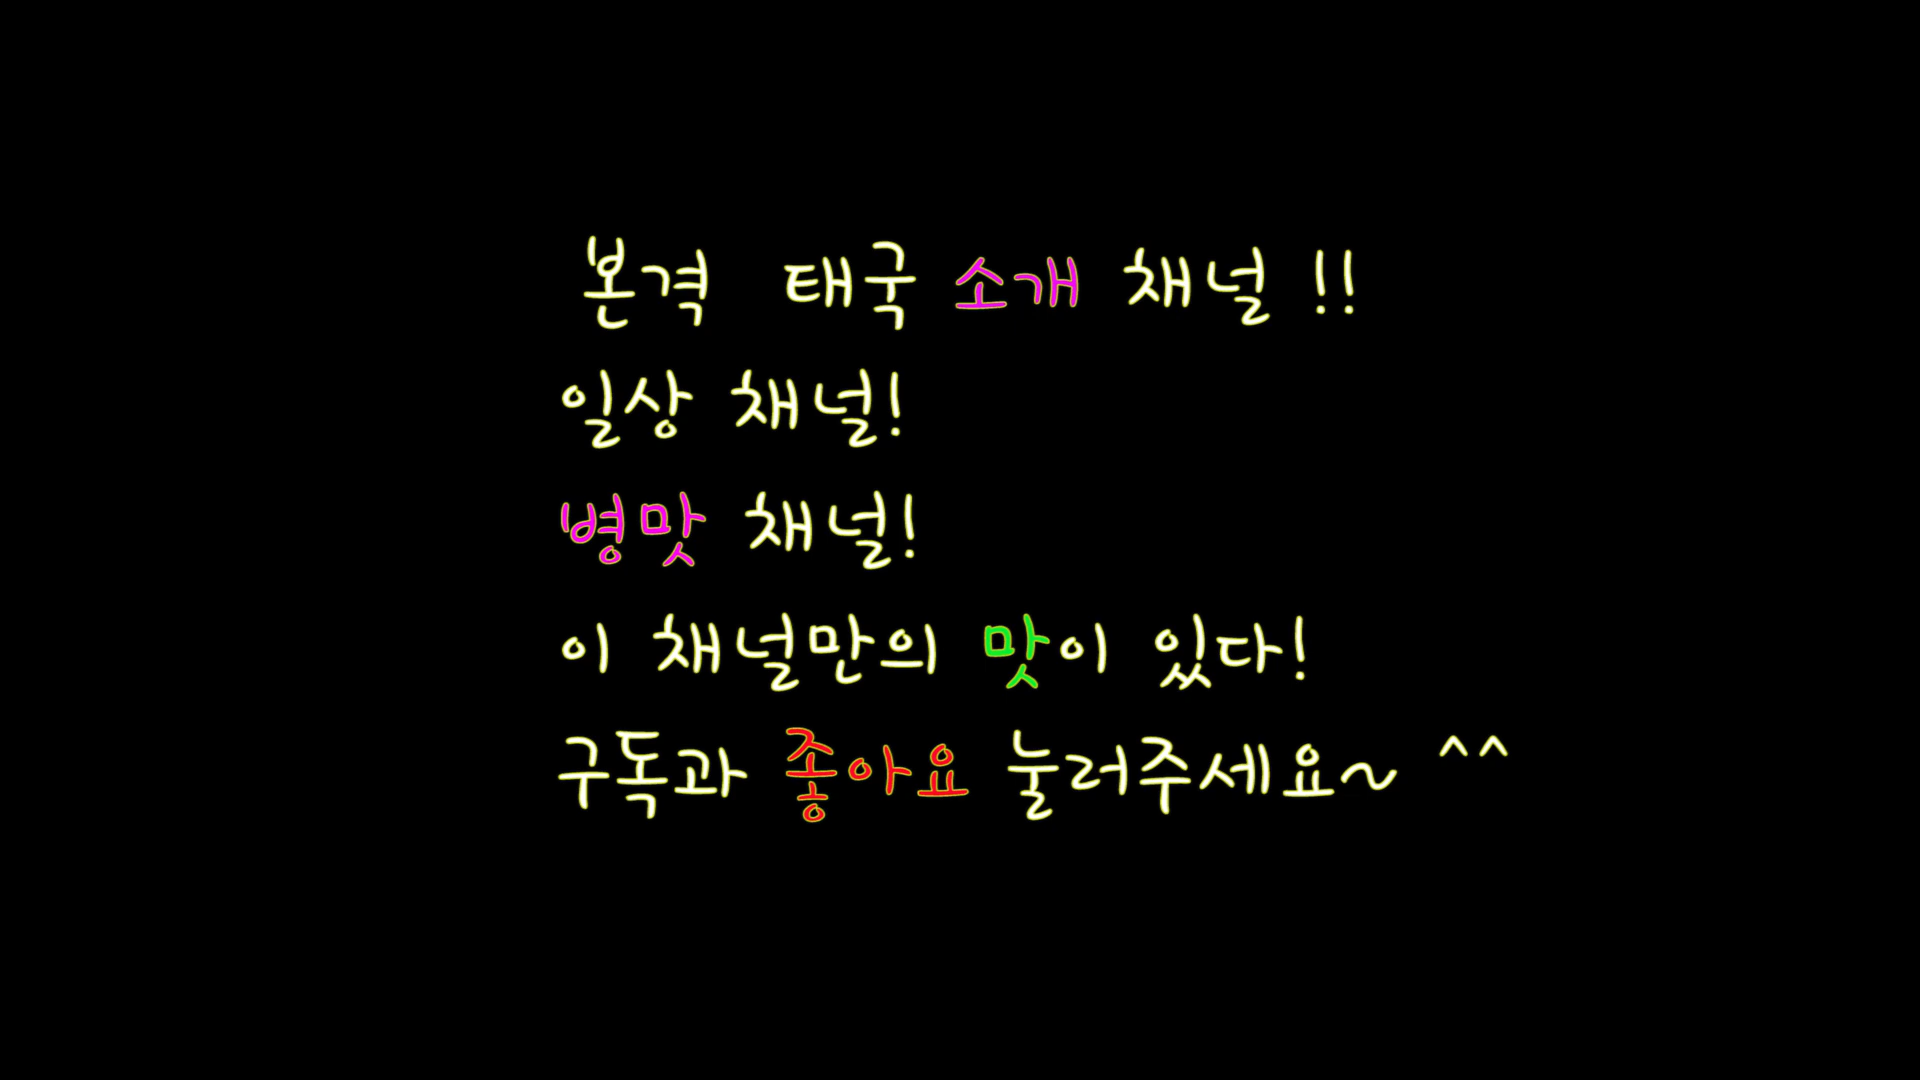 본격 태국 소개 채널 !!
일상 채널!
병맛 채널!
이 채널만의 맛이 있다!
구독과 좋아요 눌러주세요~ ^^